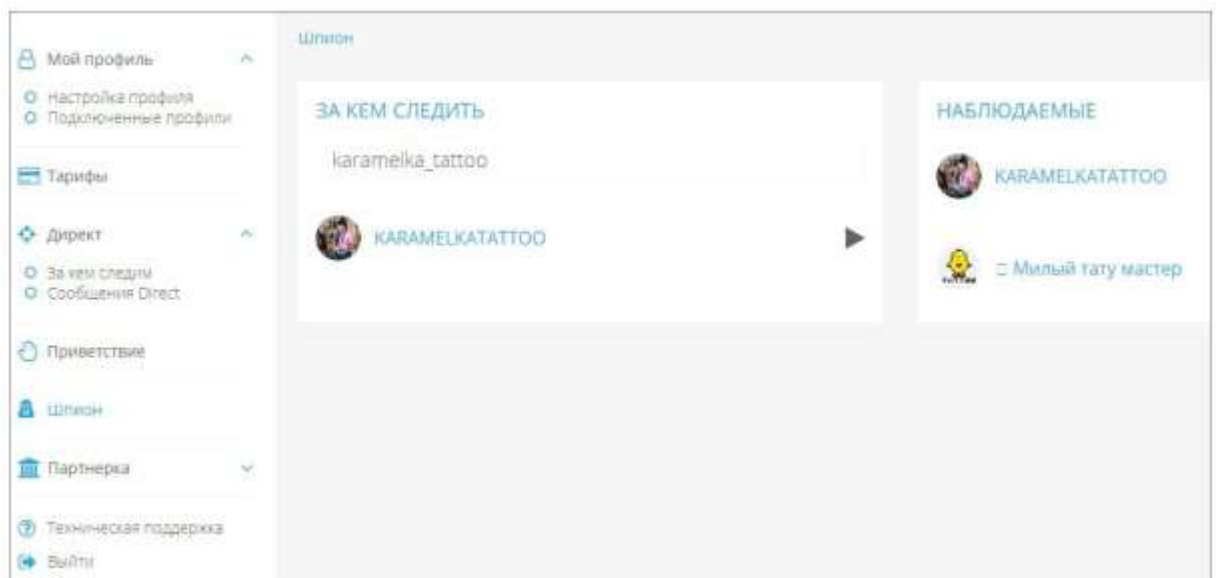 Мой профиль
Настройка профиля
Подключенные профили
Тарифы
Директ
За кем следим
Сообщения Direct
Приветствие
Шпион
Партнерка
Техническая поддержка
Выйти
Шпион
ЗА КЕМ СЛЕДИТЬ
karamelka_tattoo
KARAMELKATATTOO
НАБЛЮДАЕМЫЕ
KARAMELKATATTOO
Милый тату мастер